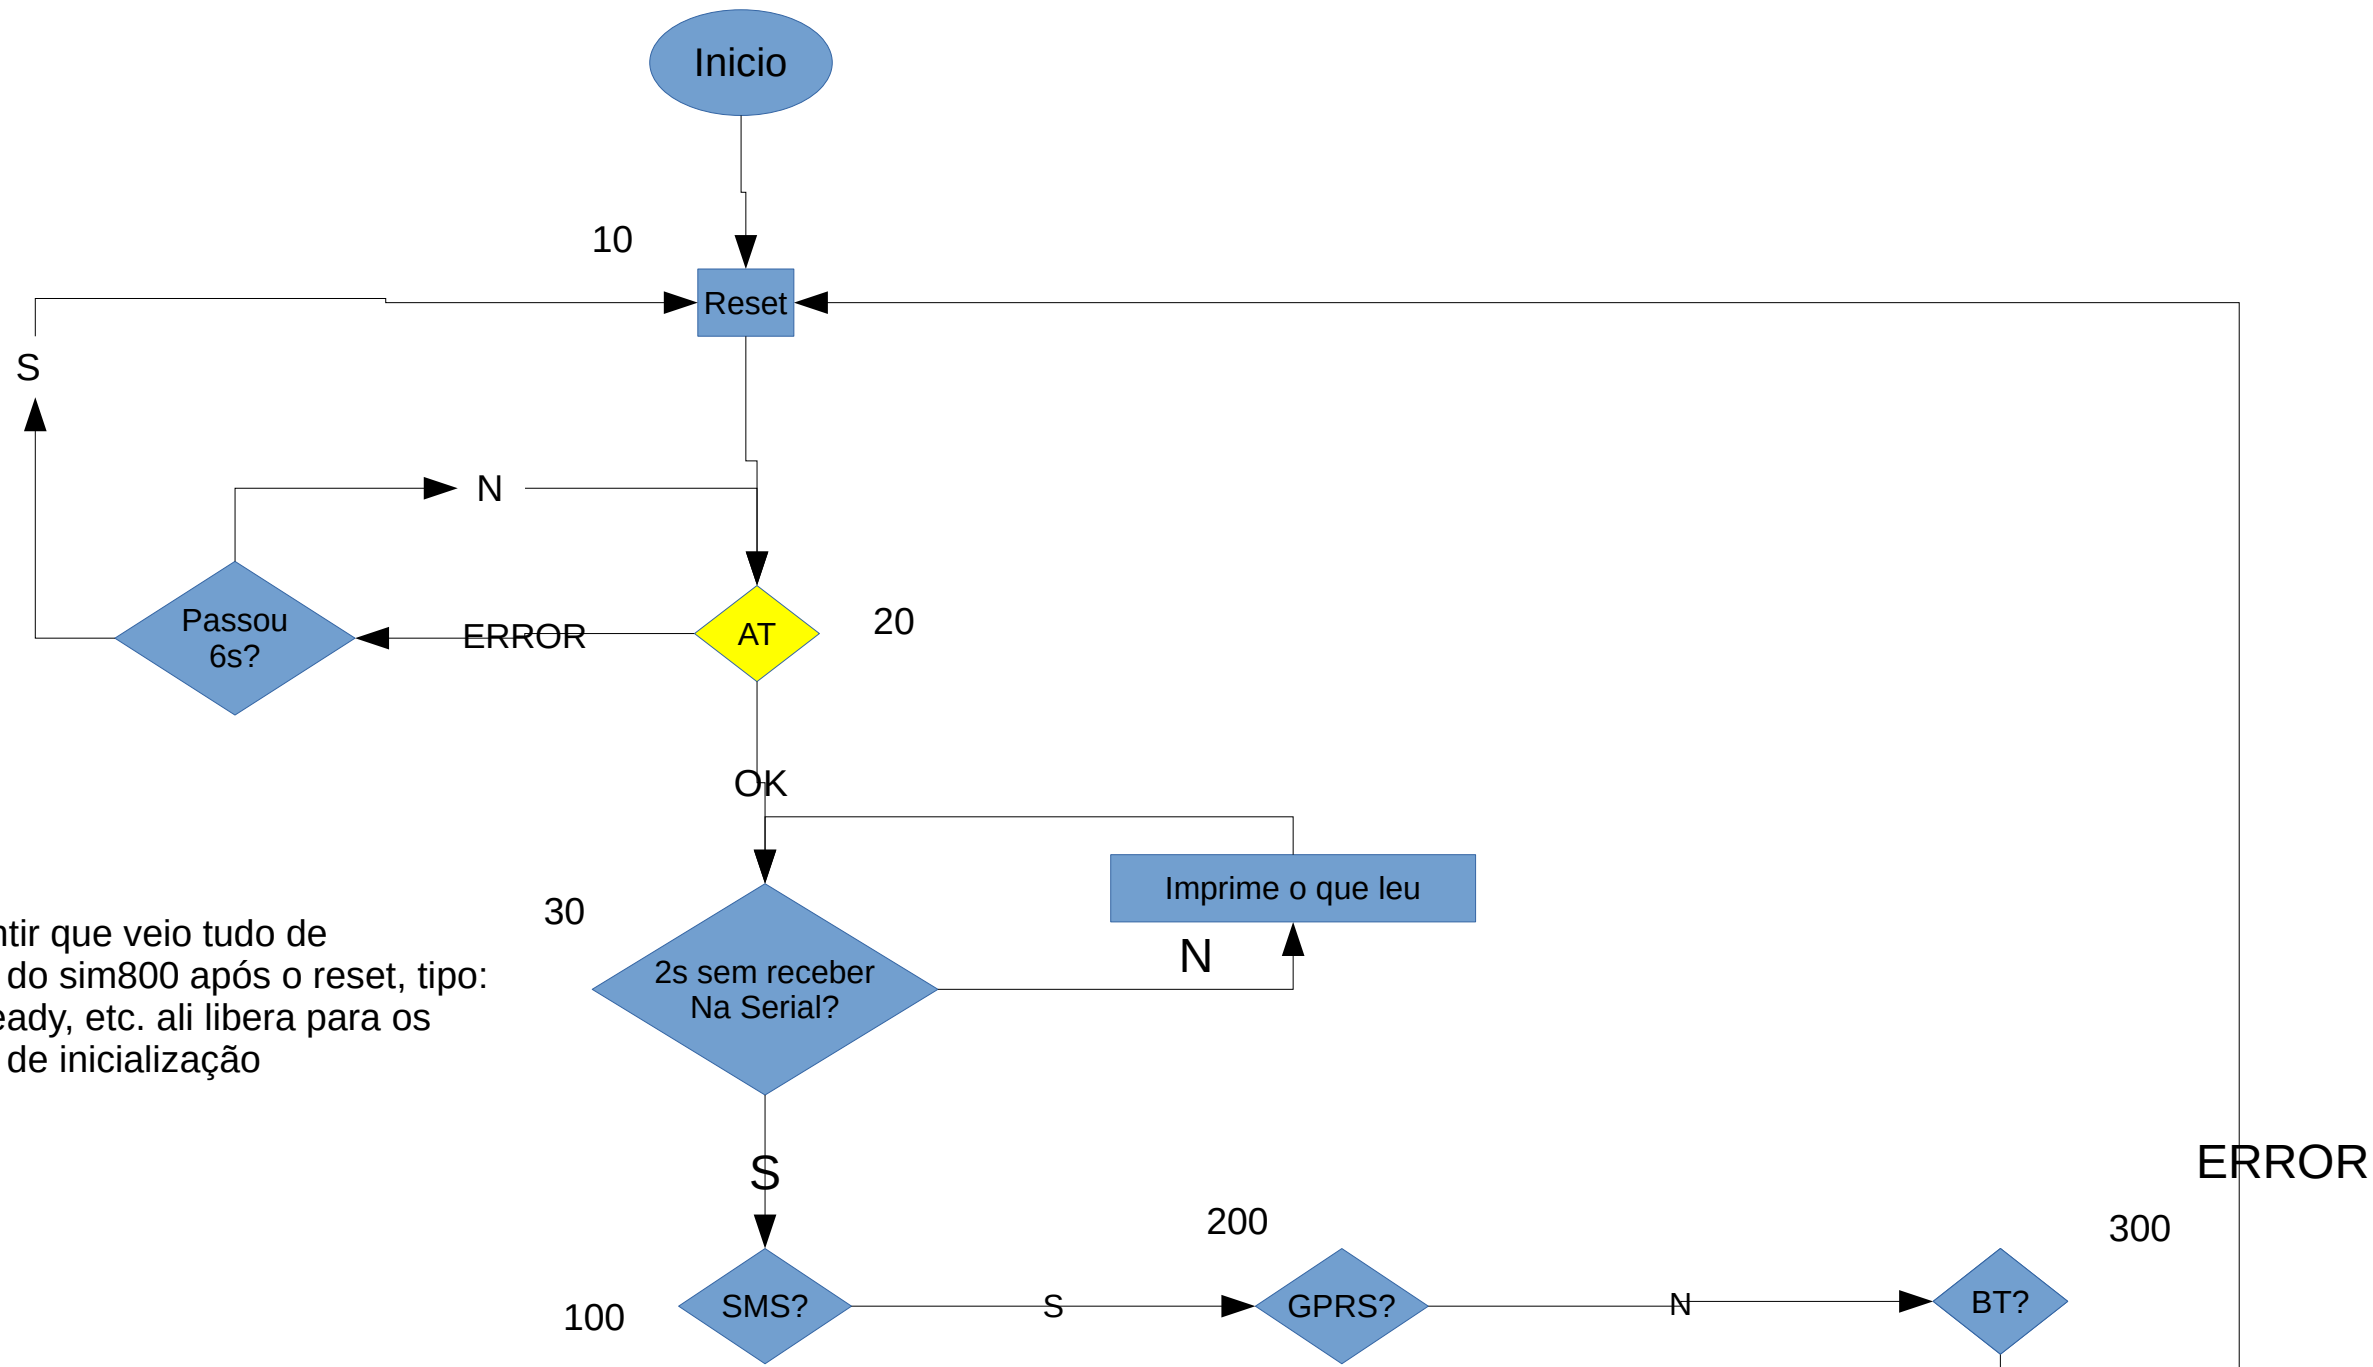 Inicio
10
Reset
S
N
Passou
6s?
ERROR
AT
20
OK
Imprime o que leu
30
N
2s sem receber
Na Serial?
que veio tudo de
do sim800 após o reset, tipo:
etc. ali libera para os
de inicialização
S
ERROR
200
300
100
SMS?
S
GPRS?
N
BT?